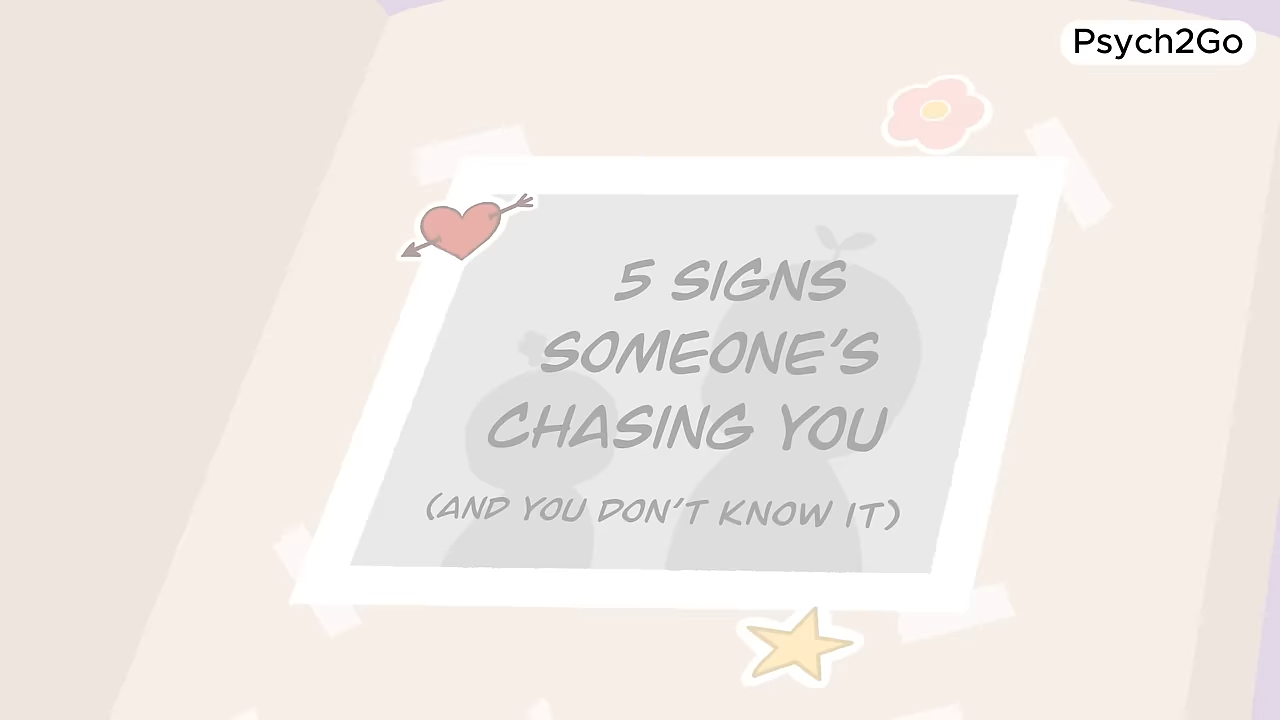 Psych2Go
5 SIGNS
SOMEONE'S
CHASING YOU
(AND YOU DON'T KNOW IT)